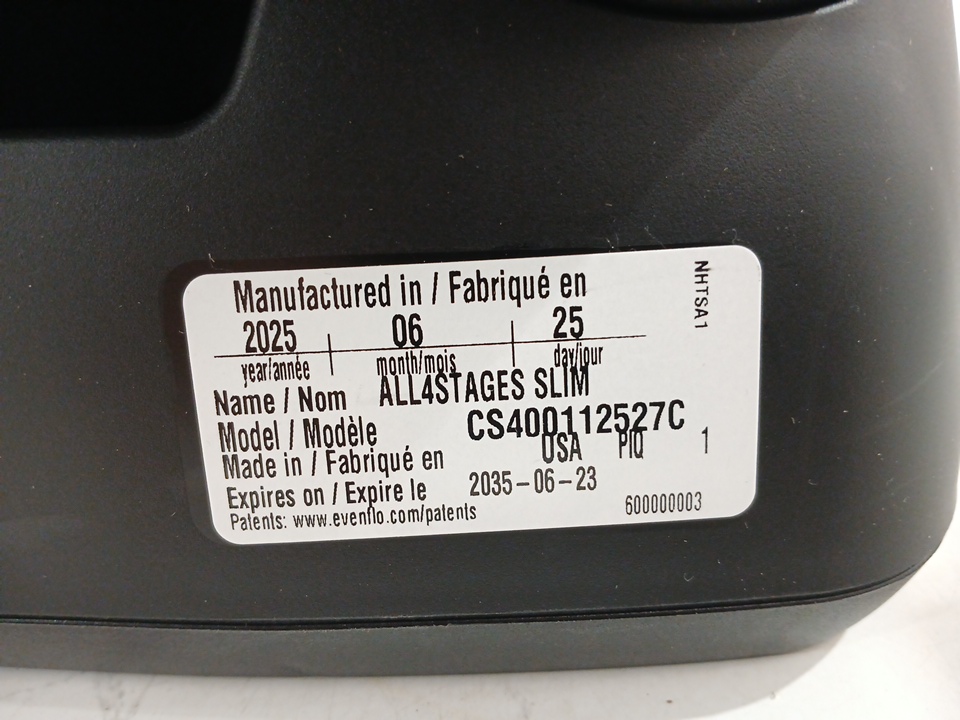 Manufactured in / Fabriqué en
2025 06 25
year/année month/mois day/jour
Name / Nom ALL4STAGES SLIM
Model / Modèle CS400112527C
Made in / Fabriqué en USA PIQ 1
Expires on / Expire le 2035-06-23
Patents: www.evenflo.com/patents 600000003
NHTSA1